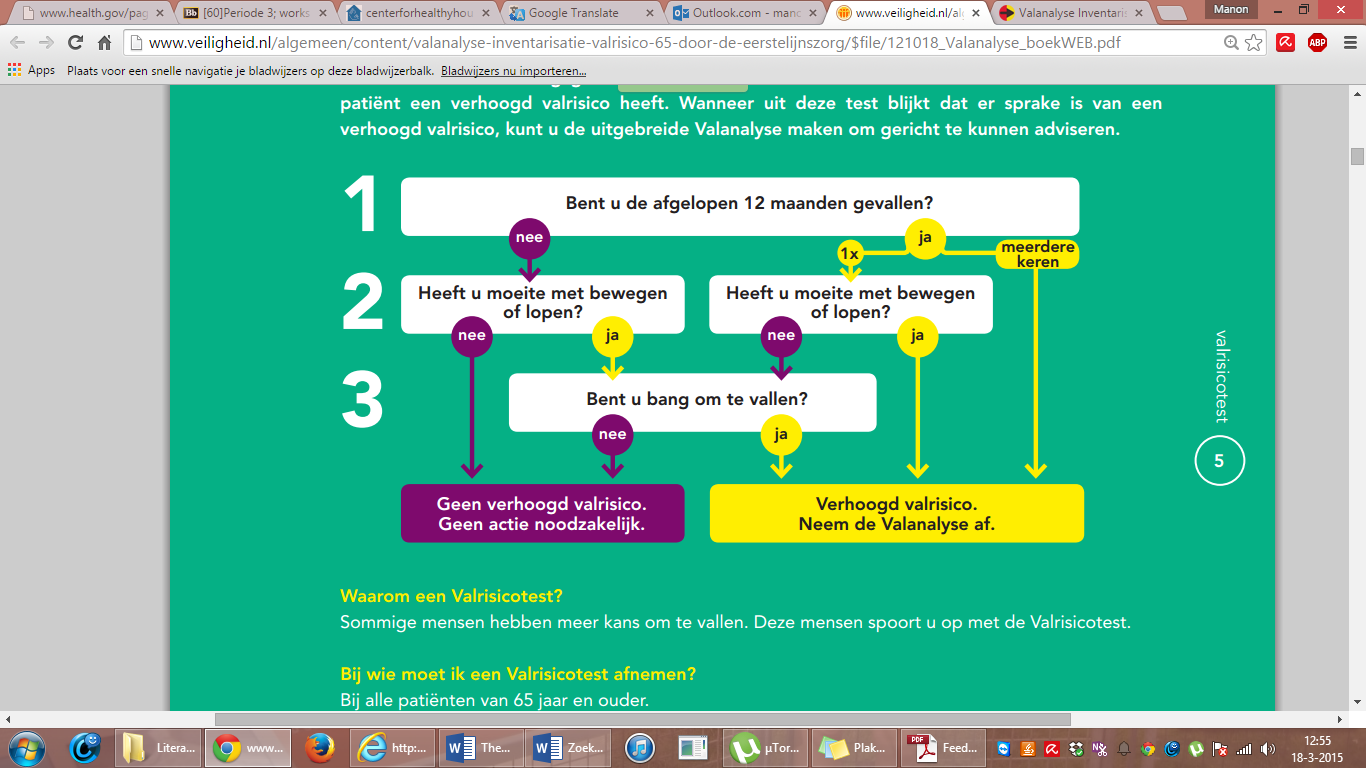 www.health.gov/pag
[60]Periode 3; works
centerforhealthyhou
Google Translate
Outlook.com - mano
www.veiligheid.nl/alg
Valanalyse Inventaris
Manon
www.veiligheid.nl/algemeen/content/valanalyse-inventarisatie-valrisico-65-door-de-eerstelijnszorg/$file/121018_Valanalyse_boekWEB.pdf
ABP
Apps Plaats voor een snelle navigatie je bladwijzers op deze bladwijzerbalk. Bladwijzers nu importeren...
patiënt een verhoogd valrisico heeft. Wanneer uit deze test blijkt dat er sprake is van een
verhoogd valrisico, kunt u de uitgebreide Valanalyse maken om gericht te kunnen adviseren.
1
Bent u de afgelopen 12 maanden gevallen?
nee
ja
1x
meerdere
keren
2
Heeft u moeite met bewegen
of lopen?
nee
ja
Heeft u moeite met bewegen
of lopen?
nee
ja
3
Bent u bang om te vallen?
nee
ja
Geen verhoogd valrisico.
Geen actie noodzakelijk.
Verhoogd valrisico.
Neem de Valanalyse af.
valrisicotest
5
Waarom een Valrisicotest?
Sommige mensen hebben meer kans om te vallen. Deze mensen spoort u op met de Valrisicotest.
Bij wie moet ik een Valrisicotest afnemen?
Bij alle patiënten van 65 jaar en ouder.
Litera...
www...
http:...
The...
Zoek...
µTor...
Plak...
PDF
Feed...
12:55
18-3-2015